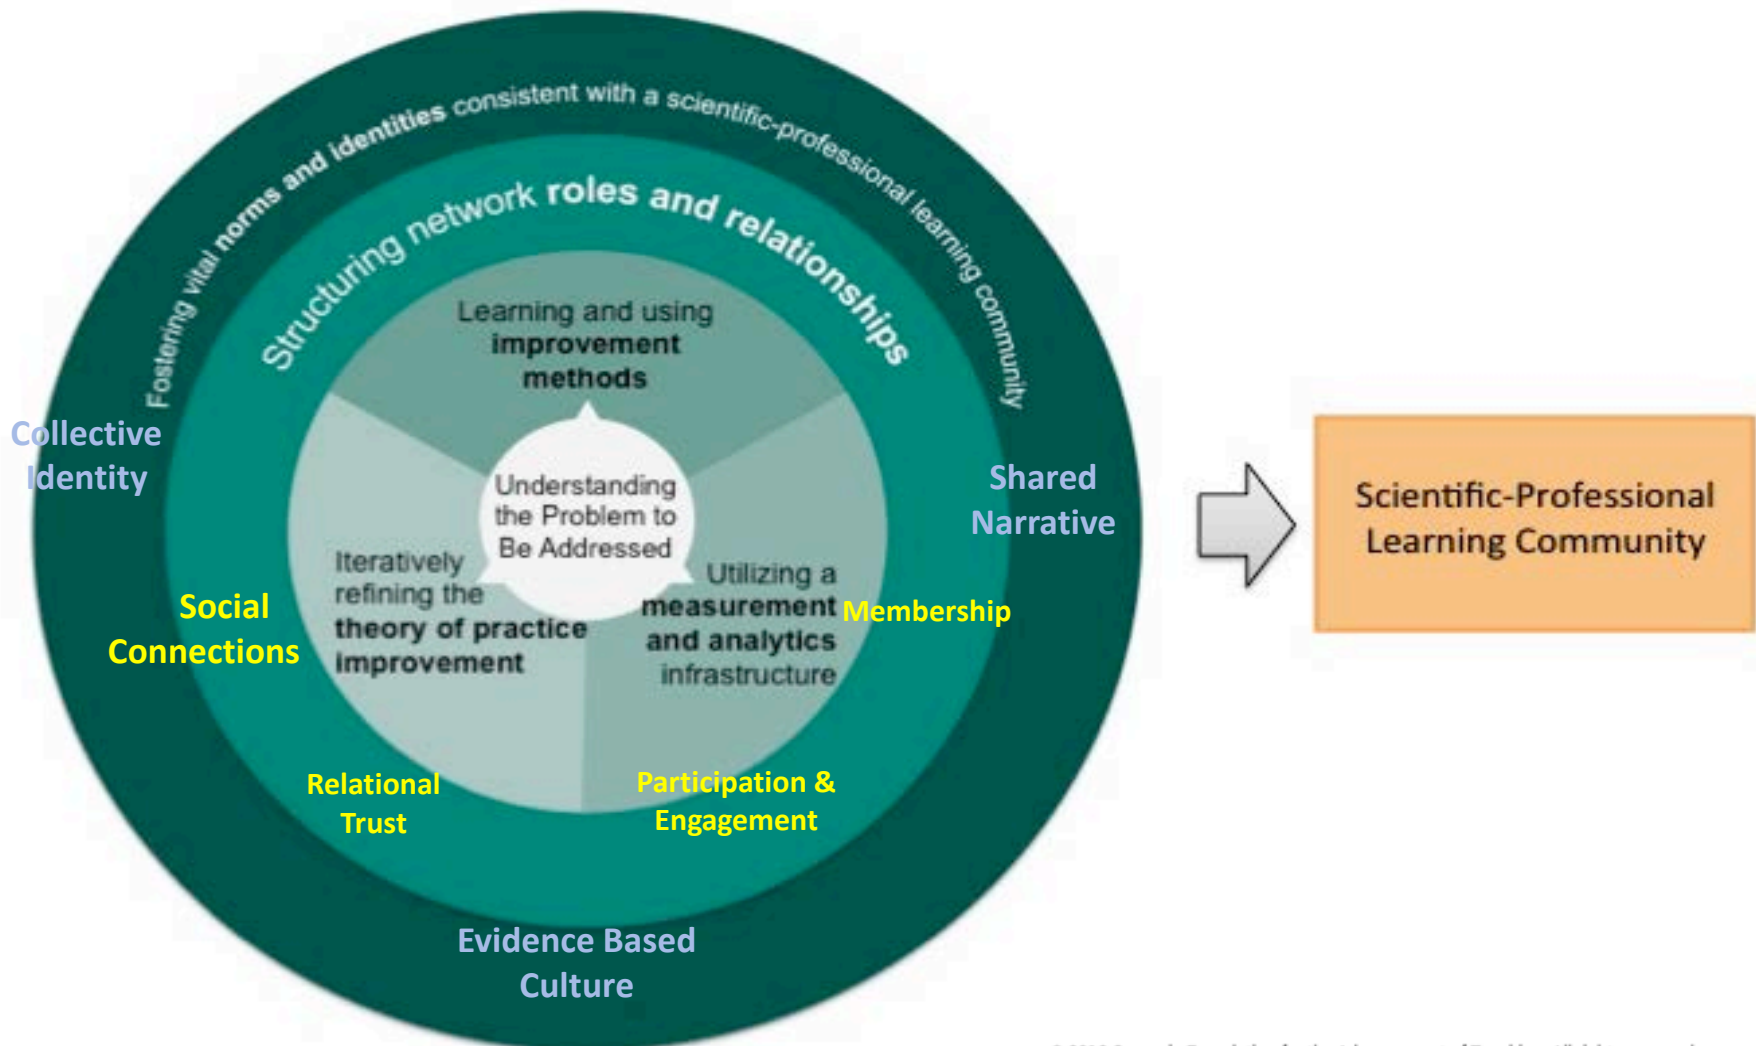 Fostering vital norms and identities consistent with a scientific-professional learning community
Structuring network roles and relationships
Learning and using
improvement
methods
Understanding
the Problem to
Be Addressed
Iteratively
refining the
theory of practice
improvement
Utilizing a
measurement
and analytics
infrastructure
Collective
Identity
Shared
Narrative
Social
Connections
Membership
Relational
Trust
Participation &
Engagement
Evidence Based
Culture
Scientific-Professional
Learning Community